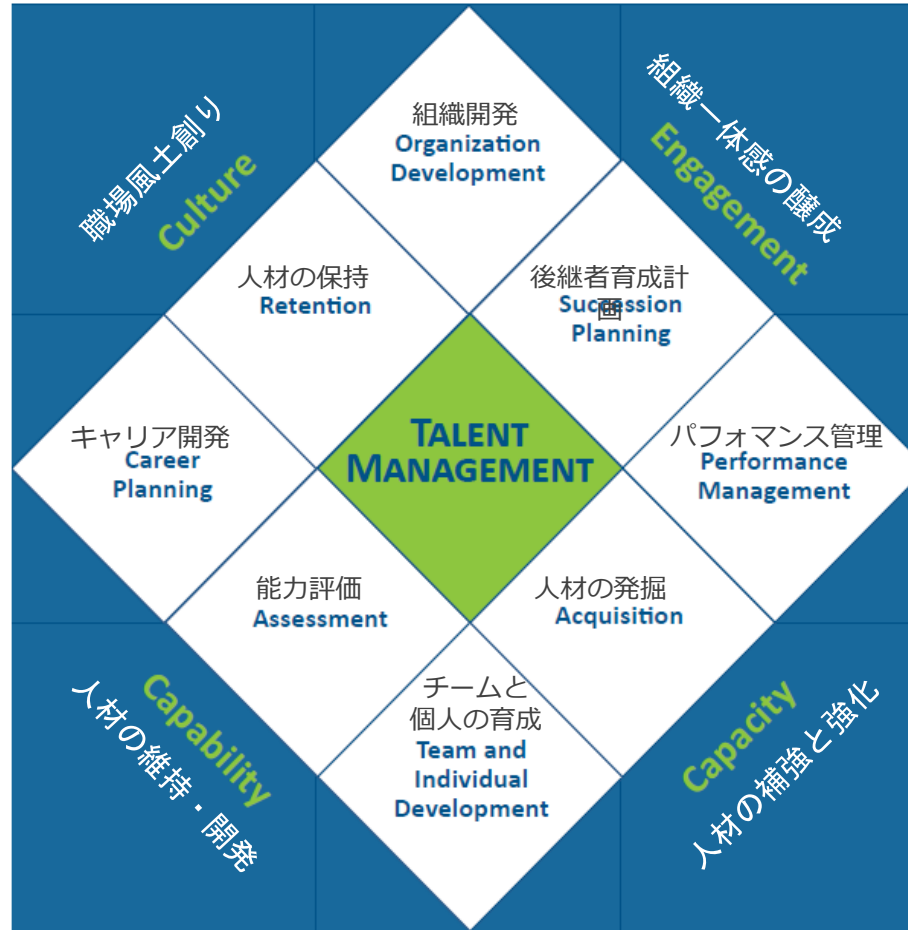 組織開発
Organization
Development
職場風土創り
Culture
組織一体感の醸成
Engagement
人材の保持
Retention
後継者育成計
画
Succession
Planning
キャリア開発
Career
Planning
TALENT
MANAGEMENT
パフォマンス管理
Performance
Management
能力評価
Assessment
人材の発掘
Acquisition
チームと
個人の育成
Team and
Individual
Development
Capability
人材の維持・開発
Capacity
人材の補強と強化